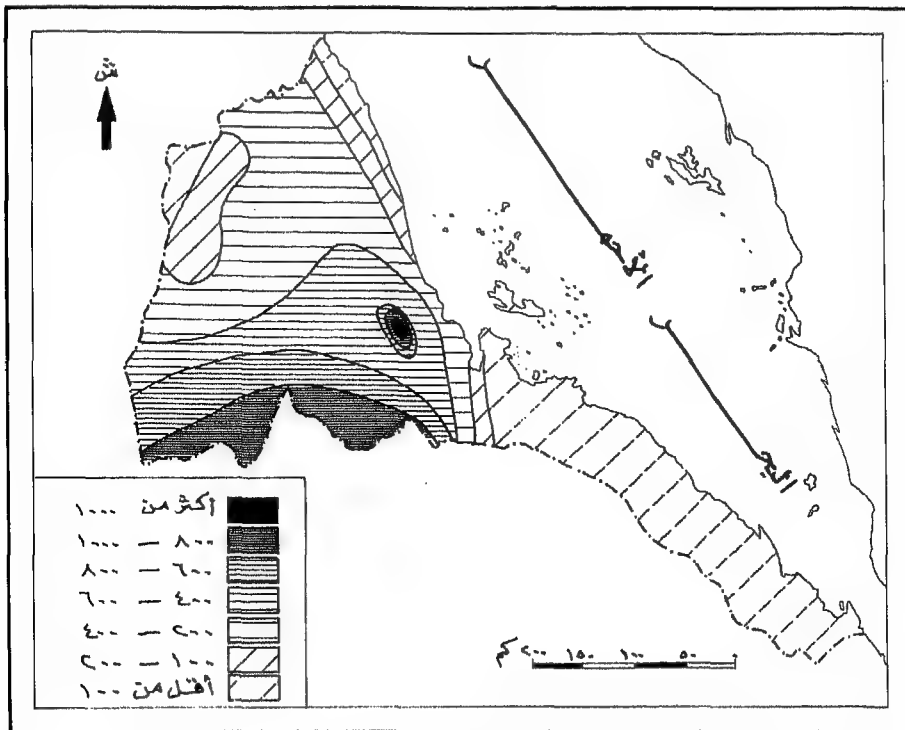 ش
البحر
الأحمر
أكثر من ١٠٠٠
٨٠٠ — ١٠٠٠
٦٠٠ — ٨٠٠
٤٠٠ — ٦٠٠
٢٠٠ — ٤٠٠
١٠٠ — ٢٠٠
أقل من ١٠٠
٠ ٥٠ ١٠٠ ١٥٠ ٢٠٠ كم